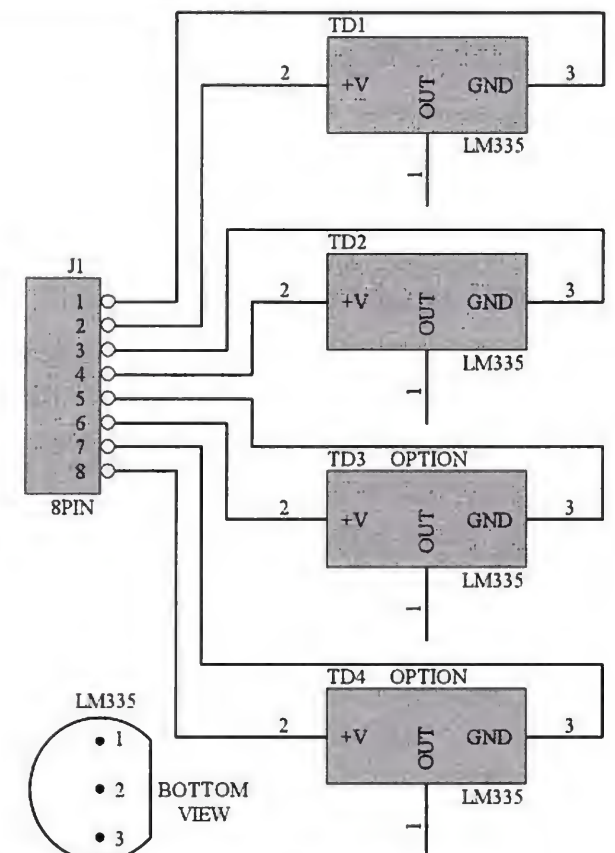 TD1
2 +V OUT GND 3
LM335
1
J1
1
2
3
4
5
6
7
8
8PIN
TD2
2 +V OUT GND 3
LM335
1
TD3 OPTION
2 +V OUT GND 3
LM335
1
TD4 OPTION
2 +V OUT GND 3
LM335
1
LM335
1
2
3
BOTTOM
VIEW